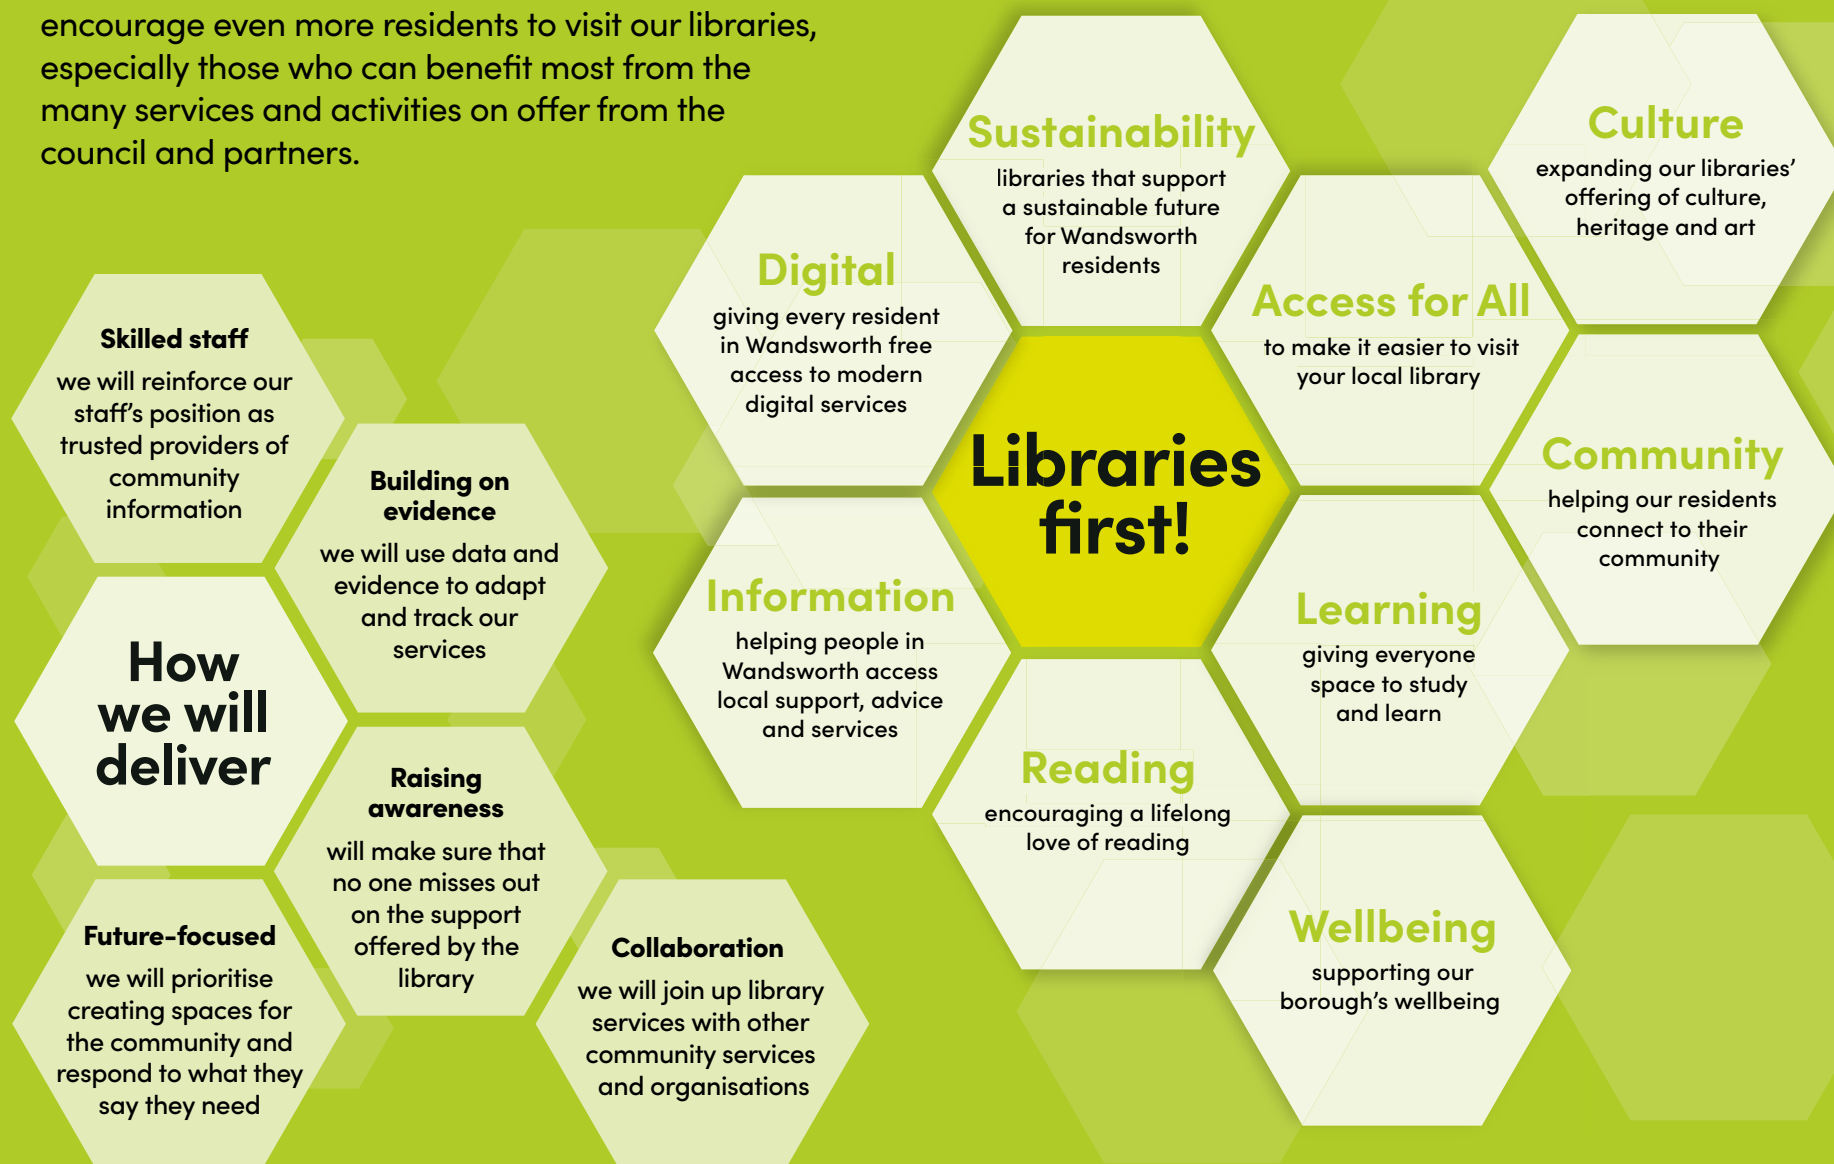 encourage even more residents to visit our libraries,
especially those who can benefit most from the
many services and activities on offer from the
council and partners.
Skilled staff
we will reinforce our
staff’s position as
trusted providers of
community
information
Building on
evidence
we will use data and
evidence to adapt
and track our
services
How
we will
deliver
Raising
awareness
will make sure that
no one misses out
on the support
offered by the
library
Future-focused
we will prioritise
creating spaces for
the community and
respond to what they
say they need
Collaboration
we will join up library
services with other
community services
and organisations
Sustainability
libraries that support
a sustainable future
for Wandsworth
residents
Digital
giving every resident
in Wandsworth free
access to modern
digital services
Libraries
first!
Information
helping people in
Wandsworth access
local support, advice
and services
Reading
encouraging a lifelong
love of reading
Culture
expanding our libraries’
offering of culture,
heritage and art
Access for All
to make it easier to visit
your local library
Community
helping our residents
connect to their
community
Learning
giving everyone
space to study
and learn
Wellbeing
supporting our
borough’s wellbeing